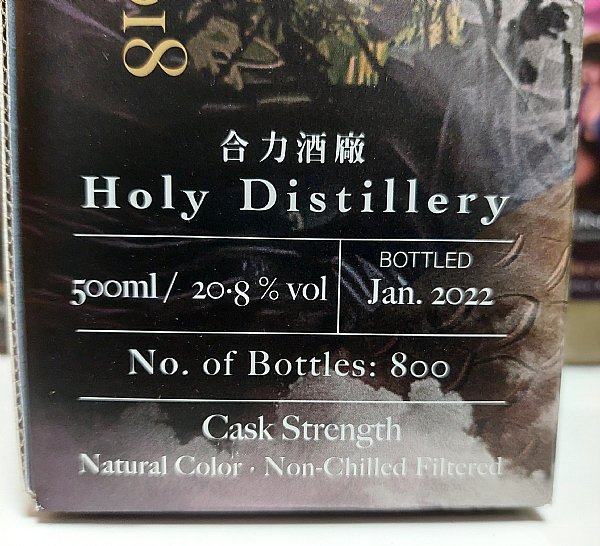 合力酒廠
Holy Distillery
500ml / 20.8 % vol
BOTTLED
Jan. 2022
No. of Bottles: 800
Cask Strength
Natural Color · Non-Chilled Filtered